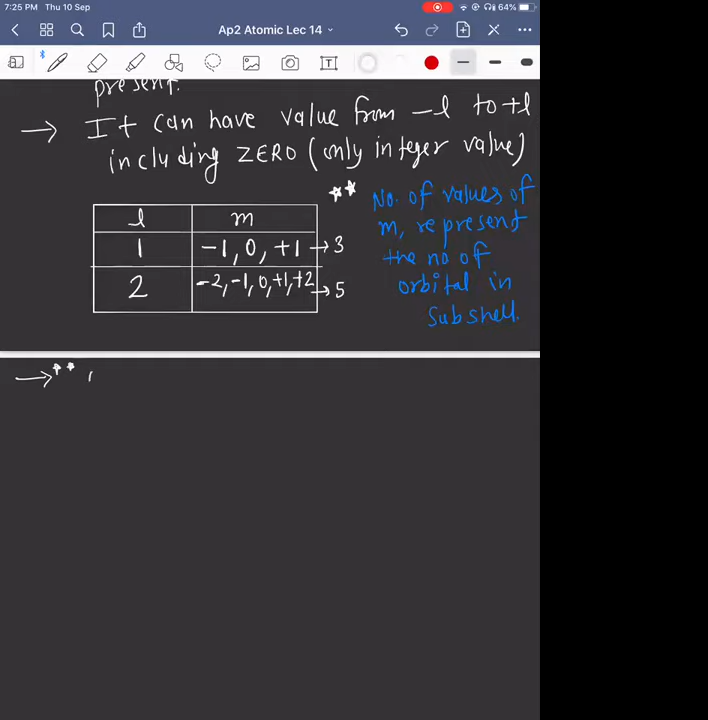 7:25 PM Thu 10 Sep
64%
Ap2 Atomic Lec 14
present.
→ It can have value from -l to +l
including ZERO (only integer value)
l m
1 -1, 0, +1 → 3
2 -2, -1, 0, +1, +2 → 5
** No. of values of
m, represent
the no of
orbital in
Subshell.
→ **